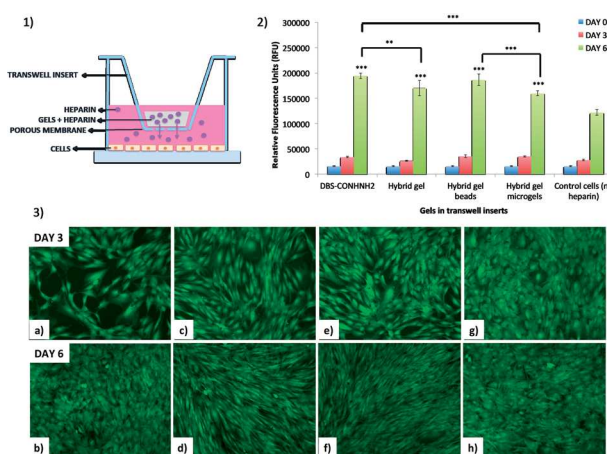 1)
TRANSWELL INSERT
HEPARIN
GELS + HEPARIN
POROUS MEMBRANE
CELLS
2)
Relative Fluorescence Units (RFU)
350000
300000
250000
200000
150000
100000
50000
0
***
**
***
***
***
***
***
DAY 0
DAY 3
DAY 6
DBS-CONHNH2
Hybrid gel
Hybrid gel
beads
Hybrid gel
microgels
Control cells (n
heparin)
Gels in transwell inserts
3)
DAY 3
a)
c)
e)
g)
DAY 6
b)
d)
f)
h)